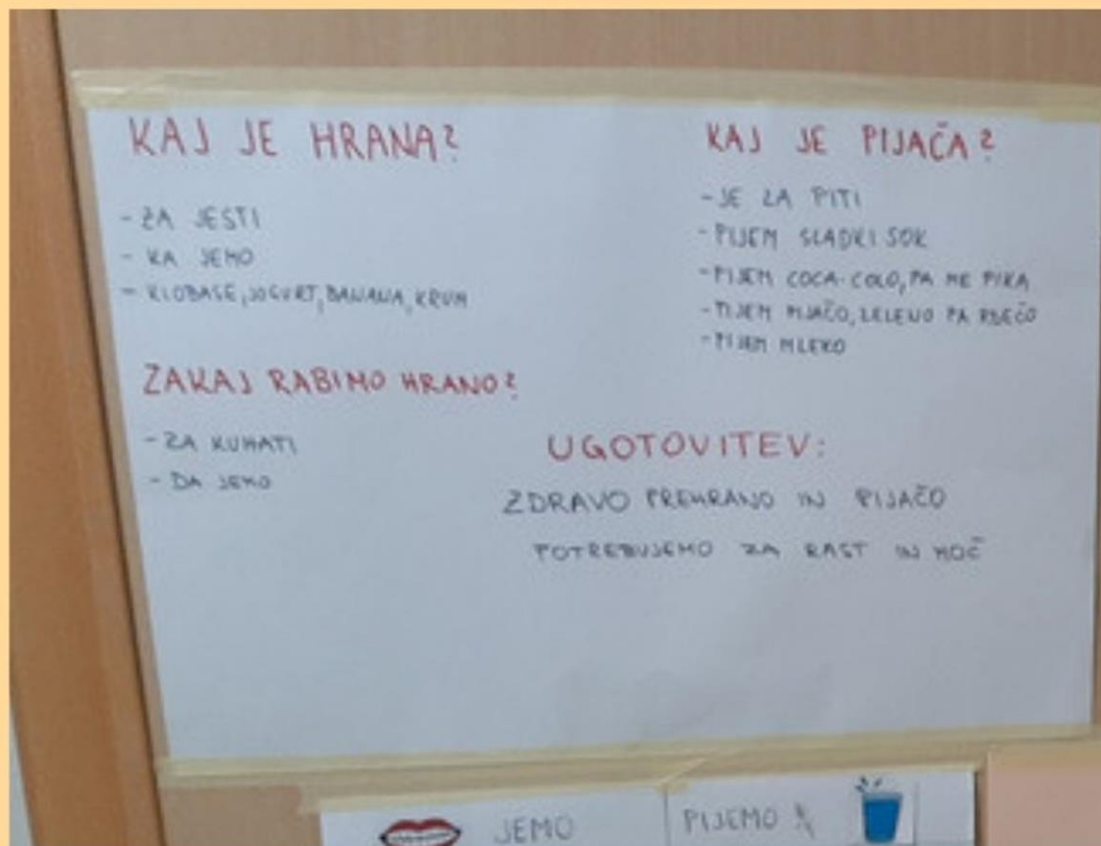 KAJ JE HRANA?
- ZA JESTI
- KA JEMO
- KLOBASE, JOGURT, BANANA, KRUH
ZAKAJ RABIMO HRANO?
- ZA KUHATI
- DA JEMO
KAJ JE PIJAČA?
- JE ZA PITI
- PIJEM SLADKI SOK
- PIJEM COCA-COLO, PA ME PIKA
- PIJEM PIJAČO, ZELENO PA RDEČO
- PIJEM MLEKO
UGOTOVITEV:
ZDRAVO PREHRANO IN PIJAČO
POTREBUJEMO ZA RAST IN MOČ
JEMO
PIJEMO